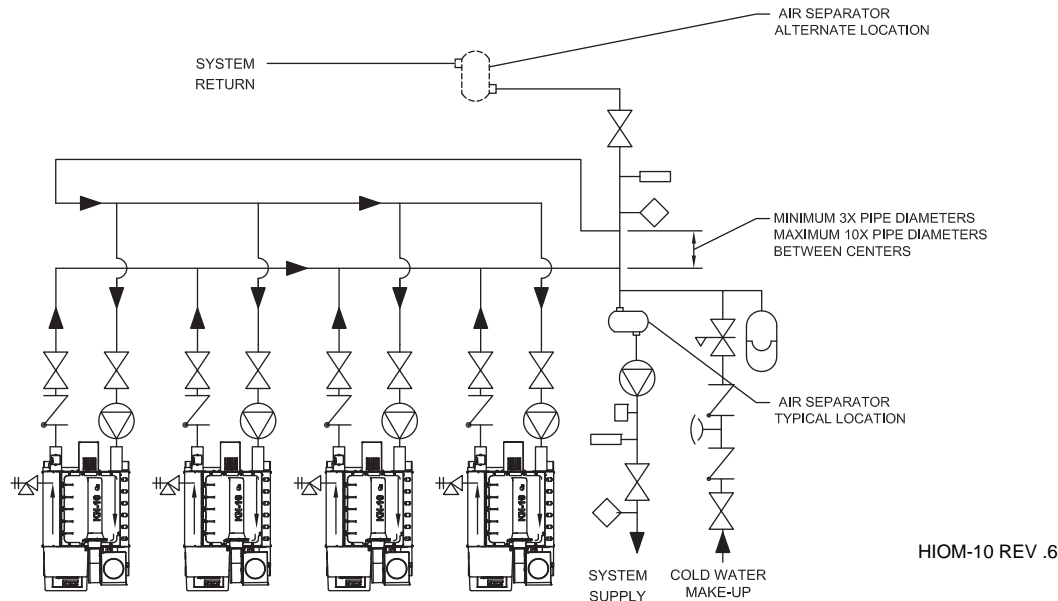 AIR SEPARATOR
ALTERNATE LOCATION
SYSTEM
RETURN
MINIMUM 3X PIPE DIAMETERS
MAXIMUM 10X PIPE DIAMETERS
BETWEEN CENTERS
AIR SEPARATOR
TYPICAL LOCATION
SYSTEM
SUPPLY
COLD WATER
MAKE-UP
HIOM-10 REV .6